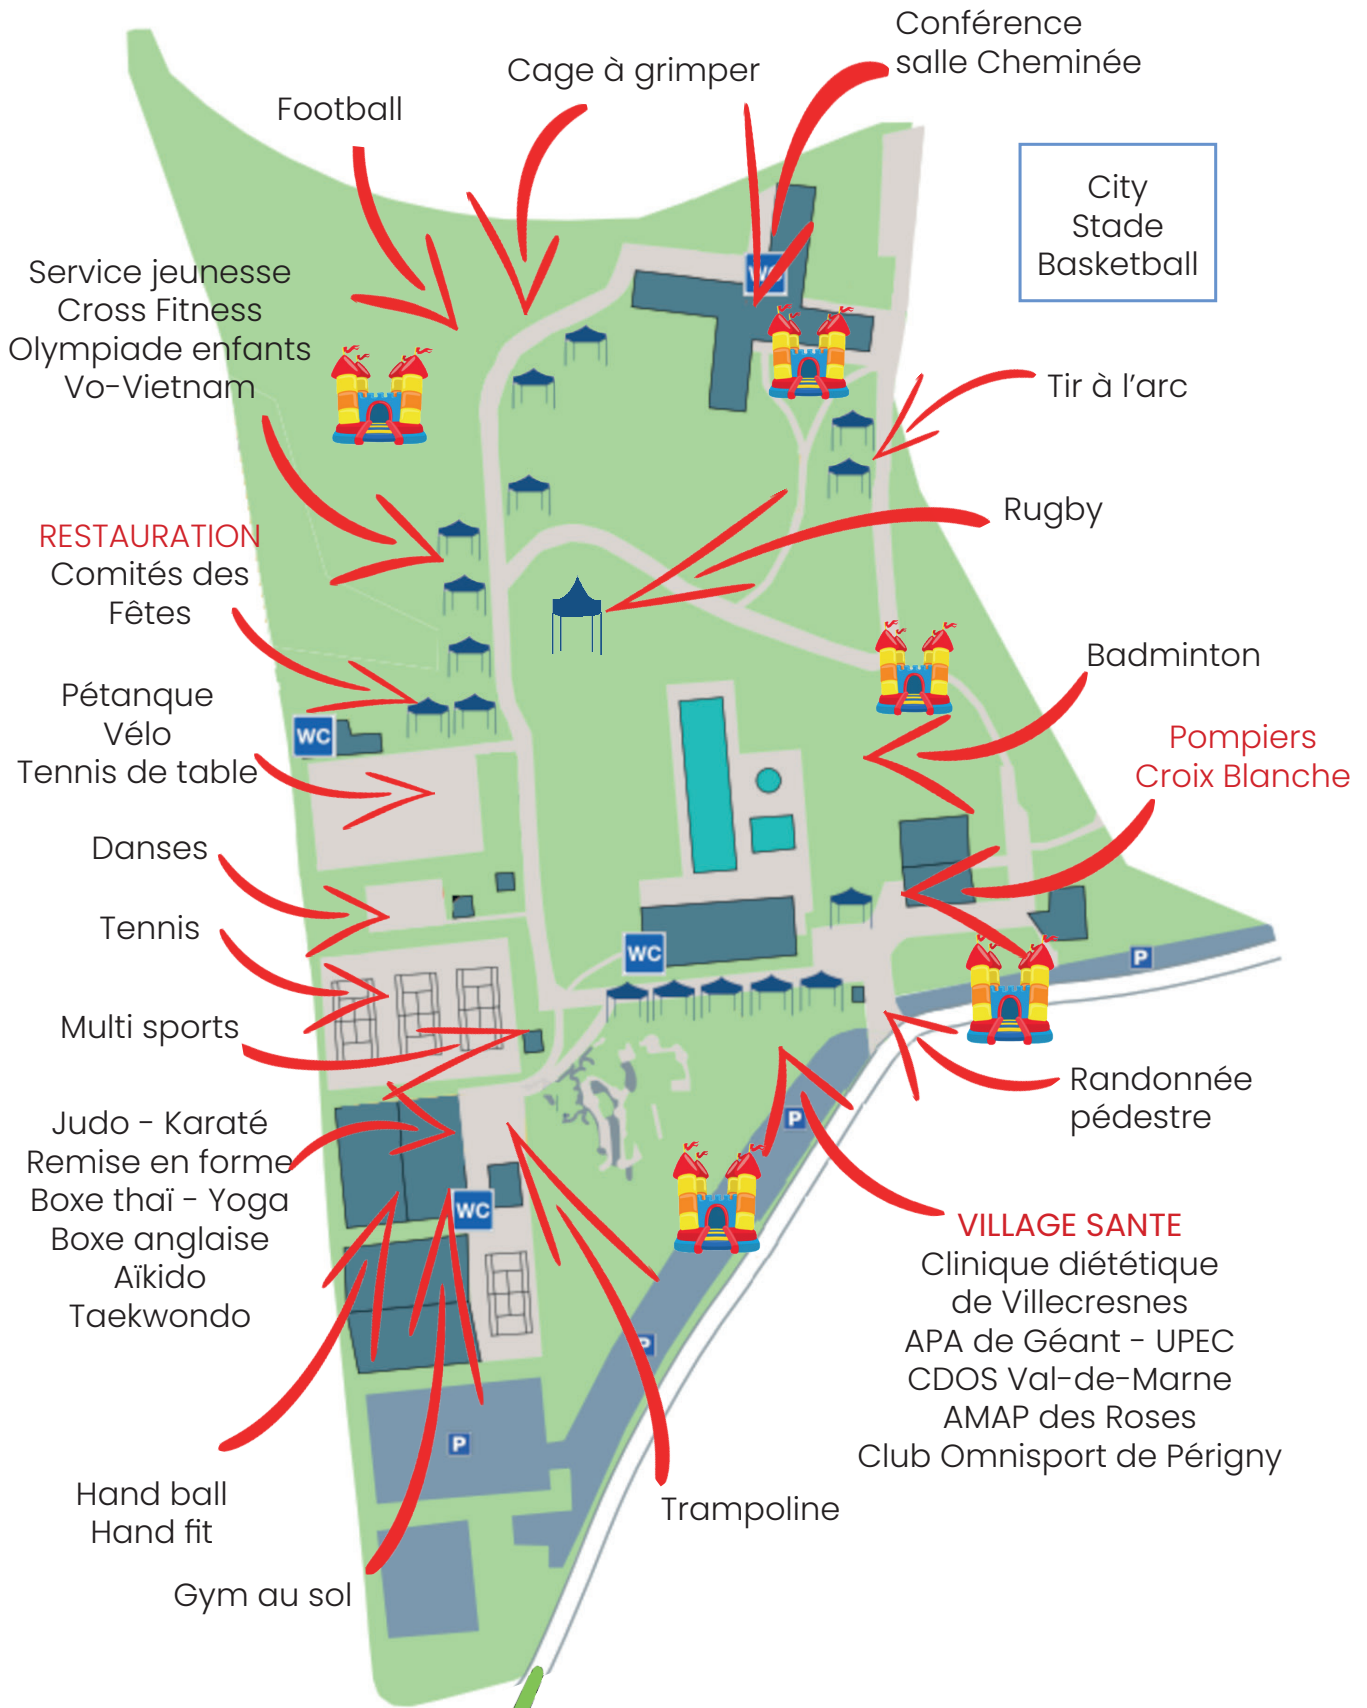 Conférence
salle Cheminée
Cage à grimper
Football
City
Stade
Basketball
Service jeunesse
Cross Fitness
Olympiade enfants
Vo-Vietnam
WC
Tir à l'arc
Rugby
RESTAURATION
Comités des
Fêtes
Badminton
Pétanque
Vélo
Tennis de table
WC
Pompiers
Croix Blanche
Danses
Tennis
WC
P
Multi sports
Randonnée
pédestre
P
Judo - Karaté
Remise en forme
Boxe thaï - Yoga
Boxe anglaise
Aïkido
Taekwondo
WC
VILLAGE SANTE
Clinique diététique
de Villecresnes
APA de Géant - UPEC
CDOS Val-de-Marne
AMAP des Roses
Club Omnisport de Périgny
P
P
Hand ball
Hand fit
Trampoline
Gym au sol